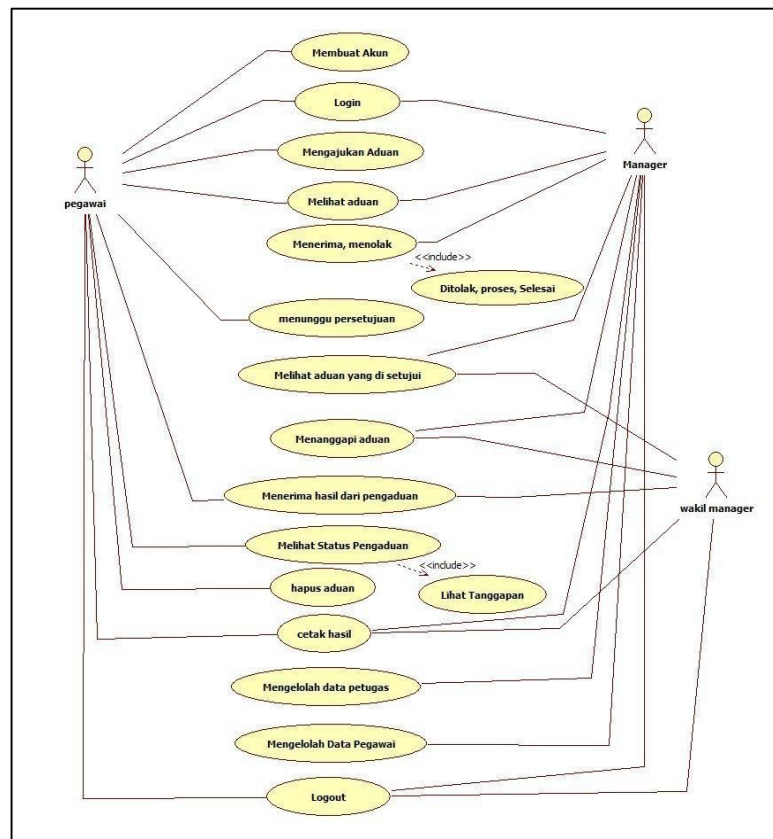 Membuat Akun
Login
Mengajukan Aduan
Manager
pegawai
Melihat aduan
Menerima, menolak
<<include>>
Ditolak, proses, Selesai
menunggu persetujuan
Melihat aduan yang di setujui
Menanggapi aduan
Menerima hasil dari pengaduan
wakil manager
Melihat Status Pengaduan
<<include>>
hapus aduan
Lihat Tanggapan
cetak hasil
Mengelolah data petugas
Mengelolah Data Pegawai
Logout